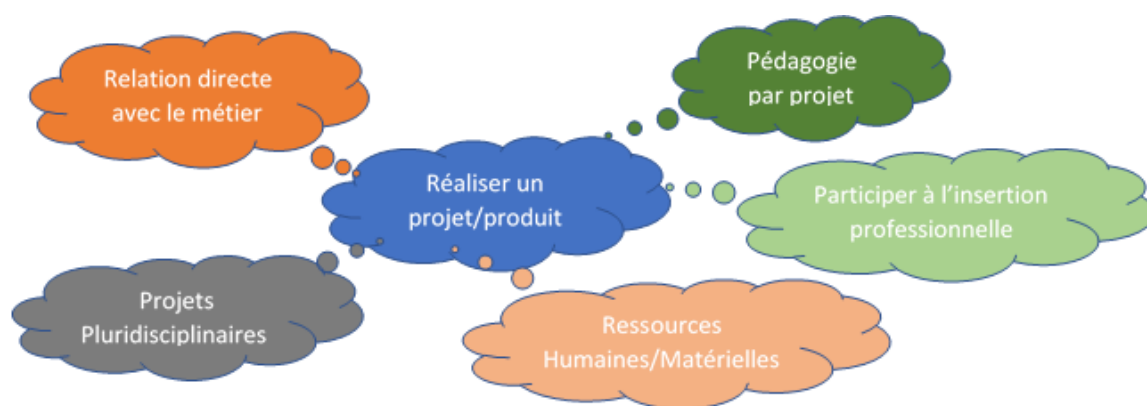 Relation directe
avec le métier
Pédagogie
par projet
Réaliser un
projet/produit
Participer à l'insertion
professionnelle
Projets
Pluridisciplinaires
Ressources
Humaines/Matérielles